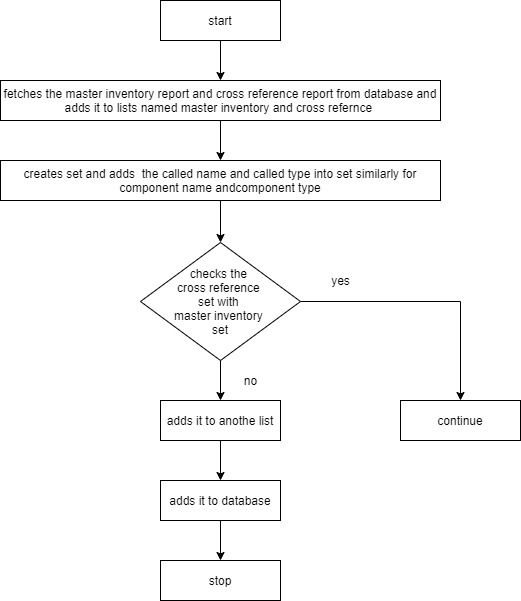 start
fetches the master inventory report and cross reference report from database and
adds it to lists named master inventory and cross refernce
creates set and adds the called name and called type into set similarly for
component name andcomponent type
checks the
cross reference
set with
master inventory
set
yes
no
adds it to anothe list
continue
adds it to database
stop